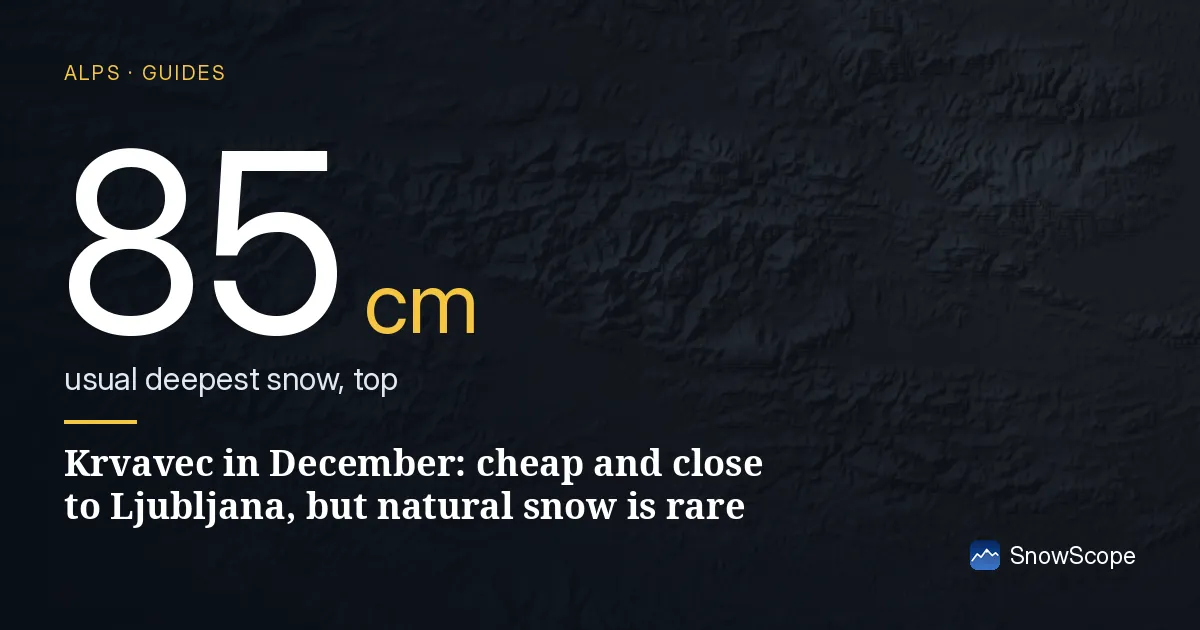 ALPS · GUIDES
85 cm
usual deepest snow, top
Krvavec in December: cheap and close
to Ljubljana, but natural snow is rare
SnowScope